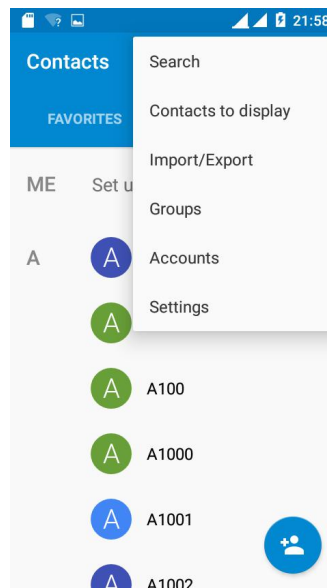 21:58
Contacts
Search
FAVORITES
Contacts to display
Import/Export
ME
Set u
Groups
A
A
Accounts
A
Settings
A
A100
A
A1000
A
A1001
A
A1002